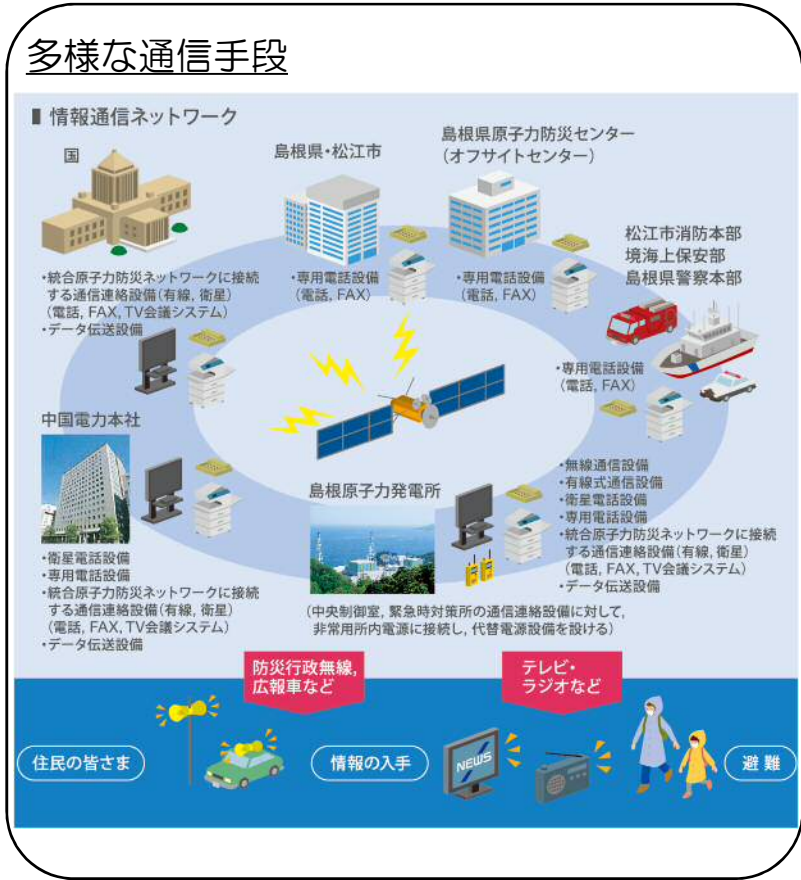 多様な通信手段
■ 情報通信ネットワーク
国
・統合原子力防災ネットワークに接続
する通信連絡設備(有線, 衛星)
(電話, FAX, TV会議システム)
・データ伝送設備
島根県・松江市
・専用電話設備
(電話, FAX)
島根県原子力防災センター
(オフサイトセンター)
・専用電話設備
(電話, FAX)
松江市消防本部
境海上保安部
島根県警察本部
・専用電話設備
(電話, FAX)
中国電力本社
・衛星電話設備
・専用電話設備
・統合原子力防災ネットワークに接続
する通信連絡設備(有線, 衛星)
(電話, FAX, TV会議システム)
・データ伝送設備
島根原子力発電所
・無線通信設備
・有線式通信設備
・衛星電話設備
・専用電話設備
・統合原子力防災ネットワークに接続
する通信連絡設備(有線, 衛星)
(電話, FAX, TV会議システム)
・データ伝送設備
(中央制御室, 緊急時対策所の通信連絡設備に対して,
非常用所内電源に接続し, 代替電源設備を設ける)
防災行政無線,
広報車など
テレビ・
ラジオなど
住民の皆さま
情報の入手
NEWS
避難